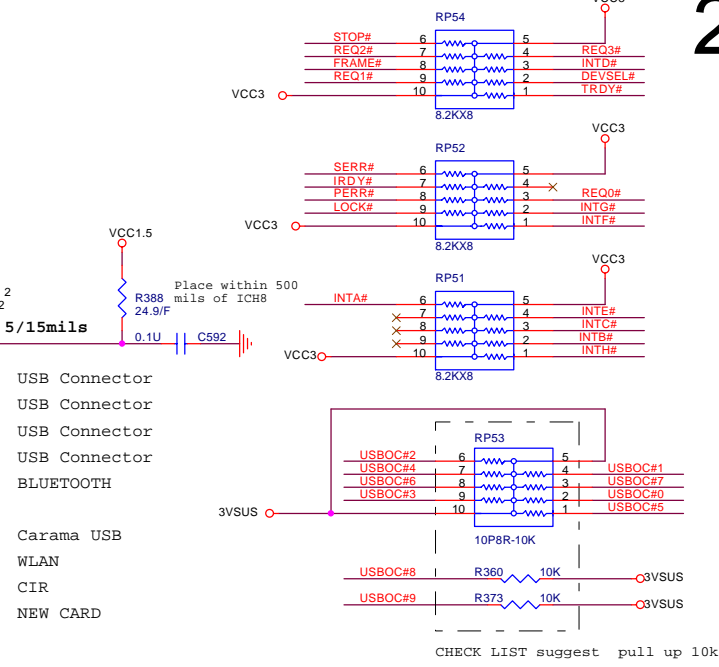 RP54
STOP# 6 5
REQ2# 7 4 REQ3#
FRAME# 8 3 INTD#
REQ1# 9 2 DEVSEL#
VCC3 10 1 TRDY#
8.2KX8
2
VCC3
RP52
SERR# 6 5
IRDY# 7 4
PERR# 8 3 REQ0#
LOCK# 9 2 INTG#
VCC3 10 1 INTF#
8.2KX8
VCC1.5
R388
24.9/F
Place within 500
mils of ICH8
2
2
5/15mils
0.1U C592
VCC3
RP51
INTA# 6 5
7 4 INTE#
8 3 INTC#
9 2 INTB#
VCC3 10 1 INTH#
8.2KX8
USB Connector
USB Connector
USB Connector
USB Connector
BLUETOOTH
Carama USB
WLAN
CIR
NEW CARD
RP53
USBOC#2 6 5
USBOC#4 7 4 USBOC#1
USBOC#6 8 3 USBOC#7
USBOC#3 9 2 USBOC#0
3VSUS 10 1 USBOC#5
10P8R-10K
USBOC#8 R360 10K 3VSUS
USBOC#9 R373 10K 3VSUS
CHECK LIST suggest pull up 10k